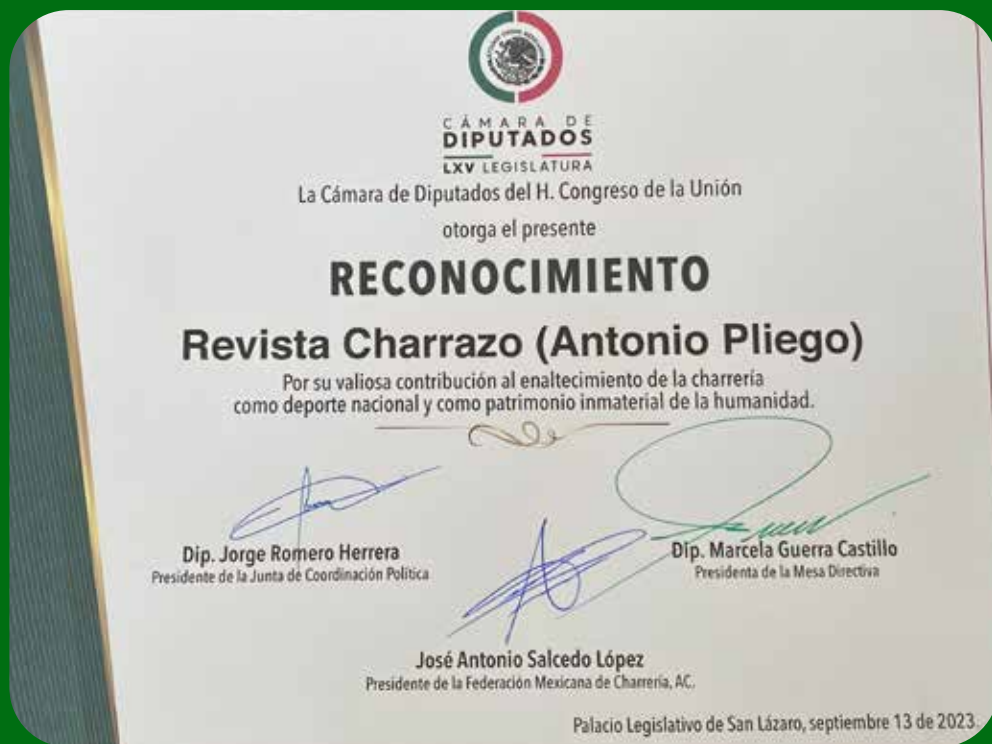 CÁMARA DE
DIPUTADOS
LXV LEGISLATURA
La Cámara de Diputados del H. Congreso de la Unión
otorga el presente
RECONOCIMIENTO
Revista Charrazo (Antonio Pliego)
Por su valiosa contribución al enaltecimiento de la charrería
como deporte nacional y como patrimonio inmaterial de la humanidad.
Dip. Jorge Romero Herrera
Presidente de la Junta de Coordinación Política
Dip. Marcela Guerra Castillo
Presidenta de la Mesa Directiva
José Antonio Salcedo López
Presidente de la Federación Mexicana de Charrería, AC.
Palacio Legislativo de San Lázaro, septiembre 13 de 2023.